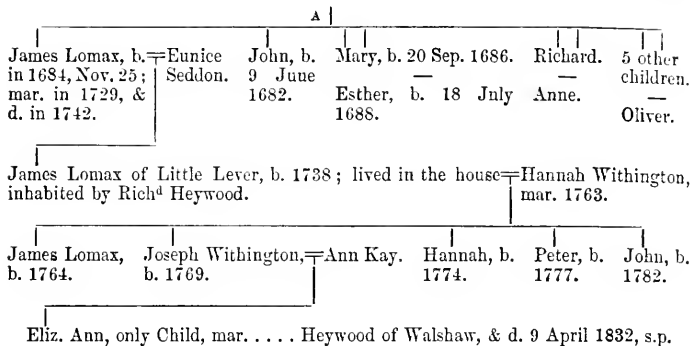 A
James Lomax, b. in 1684, Nov. 25; mar. in 1729, & d. in 1742.
Eunice Seddon.
John, b. 9 June 1682.
Mary, b. 20 Sep. 1686.
—
Esther, b. 18 July 1688.
Richard.
—
Anne.
5 other children.
—
Oliver.
James Lomax of Little Lever, b. 1738; lived in the house inhabited by Richd Heywood.
Hannah Withington, mar. 1763.
James Lomax, b. 1764.
Joseph Withington, b. 1769.
Ann Kay.
Hannah, b. 1774.
Peter, b. 1777.
John, b. 1782.
Eliz. Ann, only Child, mar. . . . . . Heywood of Walshaw, & d. 9 April 1832, s.p.